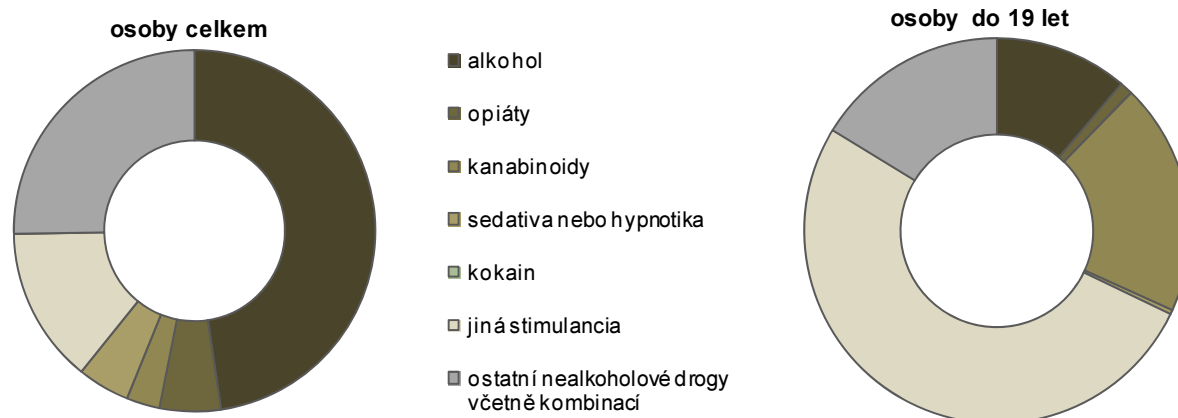 osoby celkem
alkohol
opiáty
kanabinoidy
sedativa nebo hypnotika
kokain
jiná stimulancia
ostatní nealkoholové drogy
včetně kombinací
osoby do 19 let